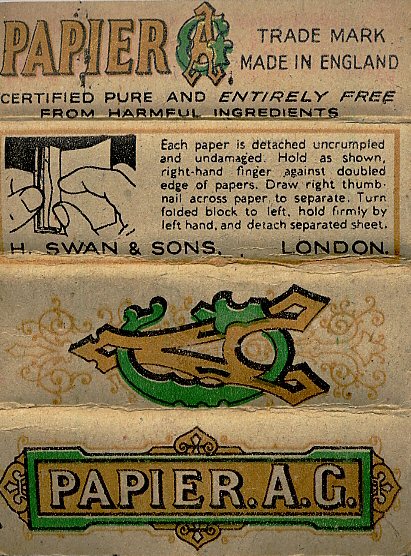 PAPIER AG TRADE MARK
MADE IN ENGLAND
CERTIFIED PURE AND ENTIRELY FREE
FROM HARMFUL INGREDIENTS
Each paper is detached uncrumpled
and undamaged. Hold as shown,
right-hand finger against doubled
edge of papers. Draw right thumb-
nail across paper to separate. Turn
folded block to left, hold firmly by
left hand, and detach separated sheet.
H. SWAN & SONS, . LONDON.
AG
PAPIER.A.G.